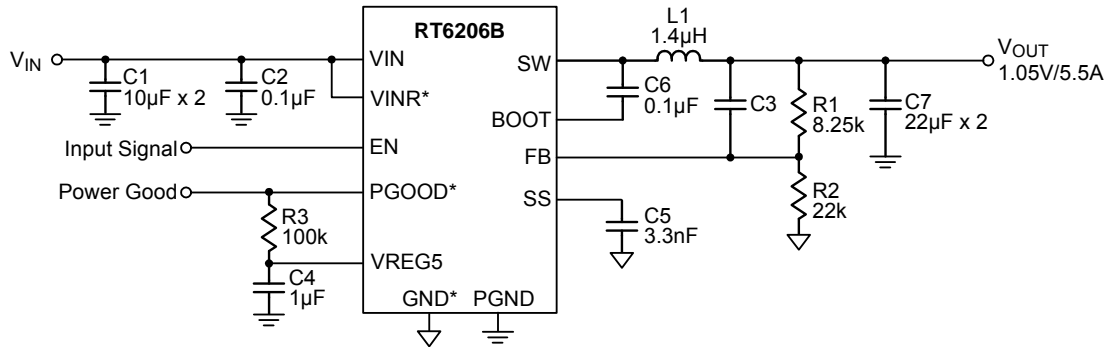 RT6206B
V_IN
C1
10µF x 2
C2
0.1µF
VIN
VINR*
Input Signal
EN
Power Good
PGOOD*
R3
100k
VREG5
C4
1µF
GND*
PGND
SW
BOOT
FB
SS
L1
1.4µH
C6
0.1µF
C3
R1
8.25k
C7
22µF x 2
V_OUT
1.05V/5.5A
R2
22k
C5
3.3nF